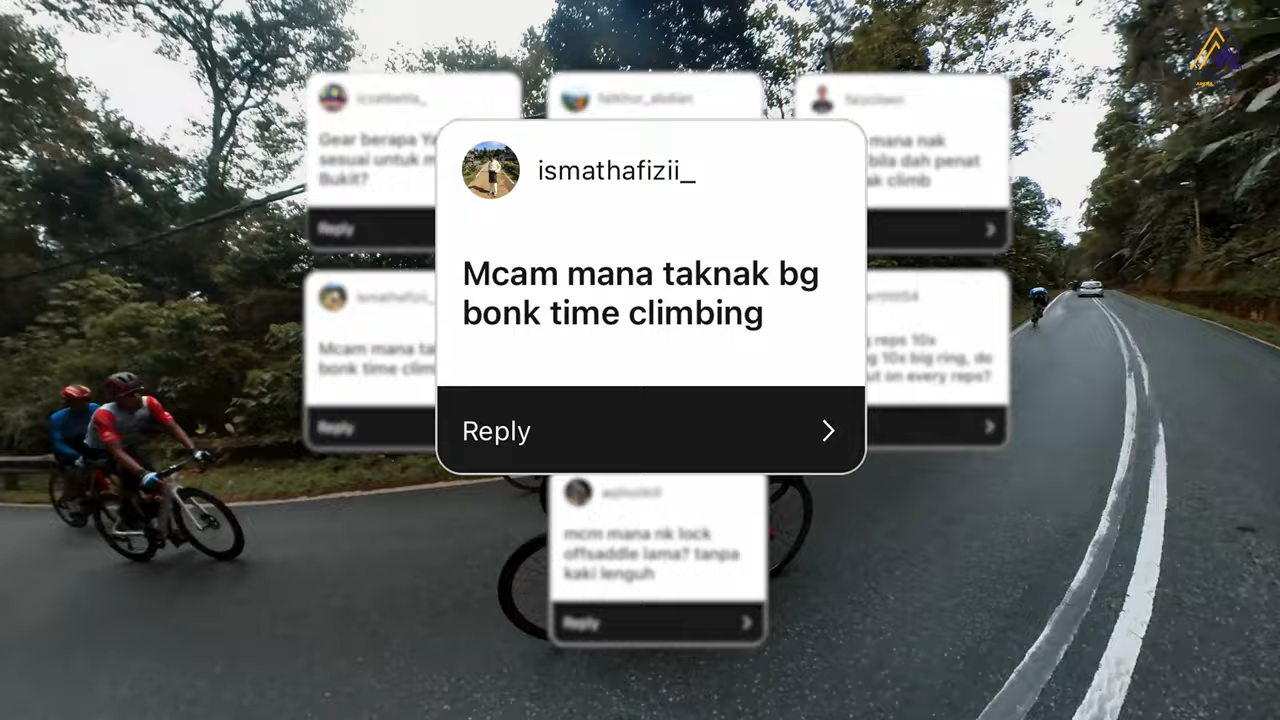 ismathafizii_
Mcam mana taknak bg
bonk time climbing
Reply
Gear berapa
sesuai untuk
Bukit?
Reply
mana nak
bila dah penat
climb
Mcam mana
bonk time
Reply
reps 10x
10x big ring, do
on every reps?
mcm mana nk lock
offsaddle lama? tanpa
kaki lenguh
Reply